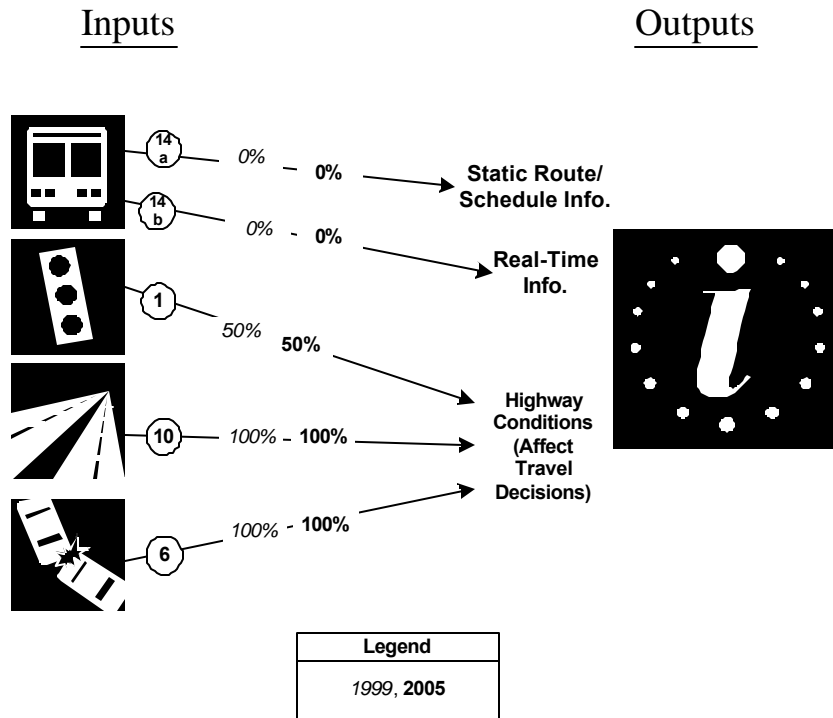 Inputs
Outputs
14
a
0%
0%
Static Route/
Schedule Info.
14
b
0%
0%
Real-Time
Info.
1
50%
50%
Highway
Conditions
(Affect
Travel
Decisions)
10
100%
100%
6
100%
100%
i
Legend
1999, 2005